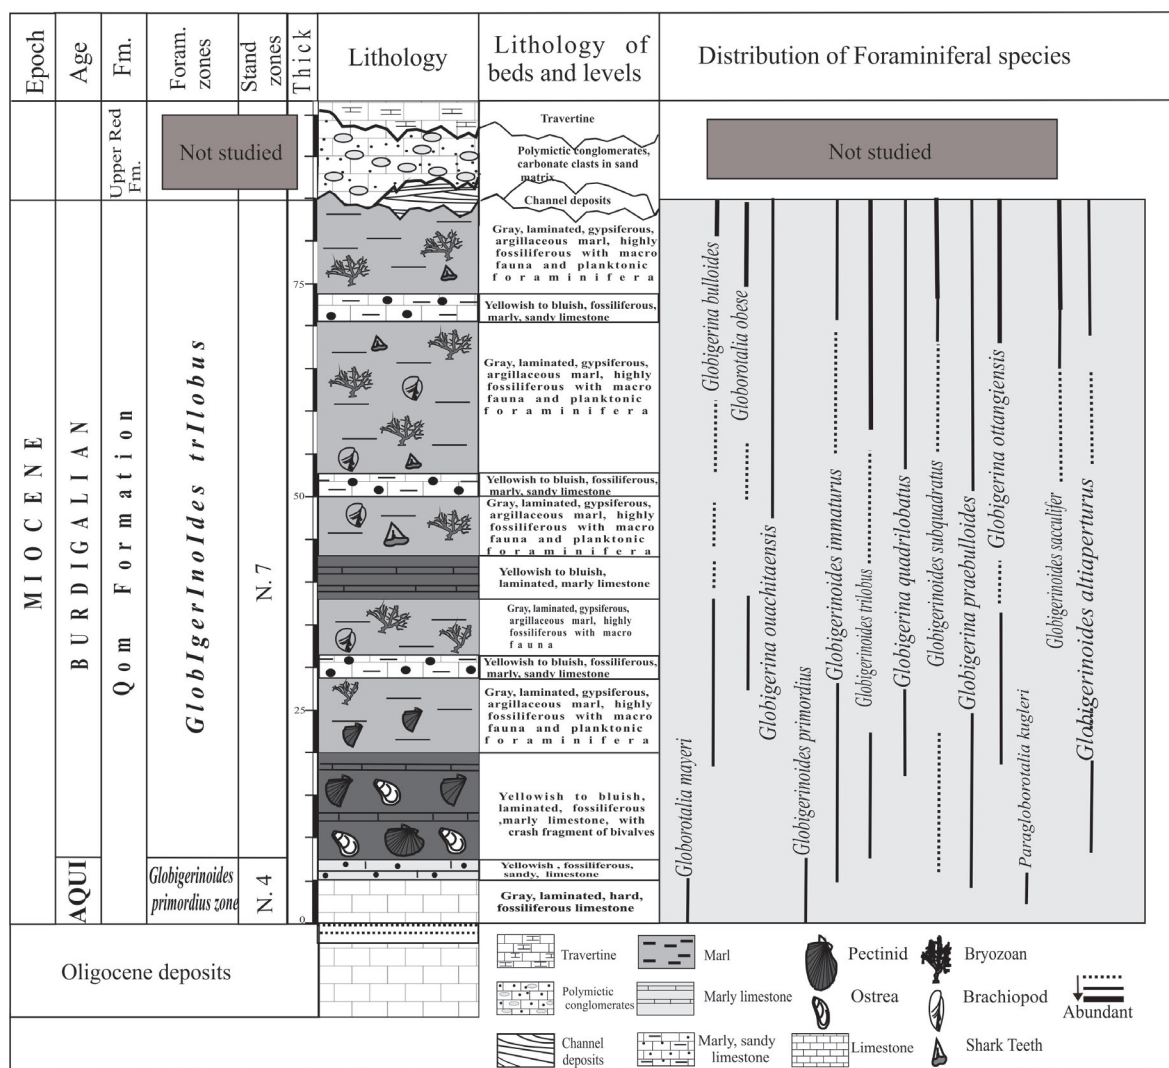 Epoch
Age
Fm.
Foram.
zones
Stand
zones
Thick
Lithology
Lithology of
beds and levels
Distribution of Foraminiferal species
Upper Red
Fm.
Not studied
Travertine
Polymictic conglomerates,
carbonate clasts in sand
matrix
Channel deposits
Not studied
MIOCENE
BURDIGALIAN
Qom Formation
GlobIgerInoIdes trIlobus
N. 7
75
50
25
0
Gray, laminated, gypsiferous,
argillaceous marl, highly
fossiliferous with macro
fauna and planktonic
foraminifera
Yellowish to bluish, fossiliferous,
marly, sandy limestone
Gray, laminated, gypsiferous,
argillaceous marl, highly
fossiliferous with macro
fauna and planktonic
foraminifera
Yellowish to bluish, fossiliferous,
marly, sandy limestone
Gray, laminated, gypsiferous,
argillaceous marl, highly
fossiliferous with macro
fauna and planktonic
foraminifera
Yellowish to bluish,
laminated, marly limestone
Gray, laminated, gypsiferous,
argillaceous marl, highly
fossiliferous with macro
fauna
Yellowish to bluish, fossiliferous,
marly, sandy limestone
Gray, laminated, gypsiferous,
argillaceous marl, highly
fossiliferous with macro
fauna and planktonic
foraminifera
Yellowish to bluish,
laminated, fossiliferous
,marly limestone, with
crash fragment of bivalves
Yellowish , fossiliferous,
sandy, limestone
Gray, laminated, hard,
fossiliferous limestone
AQUI
Globigerinoides
primordius zone
N. 4
Globorotalia mayeri
Globigerina bulloides
Globorotalia obese
Globigerina ouachitaensis
Globigerinoides primordius
Globigerinoides immaturus
Globigerinoides trilobus
Globigerina quadrilobatus
Globigerinoides subquadratus
Globigerina praebulloides
Globigerina ottangiensis
Paragloborotalia kugleri
Globigerinoides sacculifer
Globigerinoides altiaperturus
Oligocene deposits
Travertine
Marl
Pectinid
Bryozoan
Polymictic
conglomerates
Marly limestone
Ostrea
Brachiopod
Abundant
Channel
deposits
Marly, sandy
limestone
Limestone
Shark Teeth